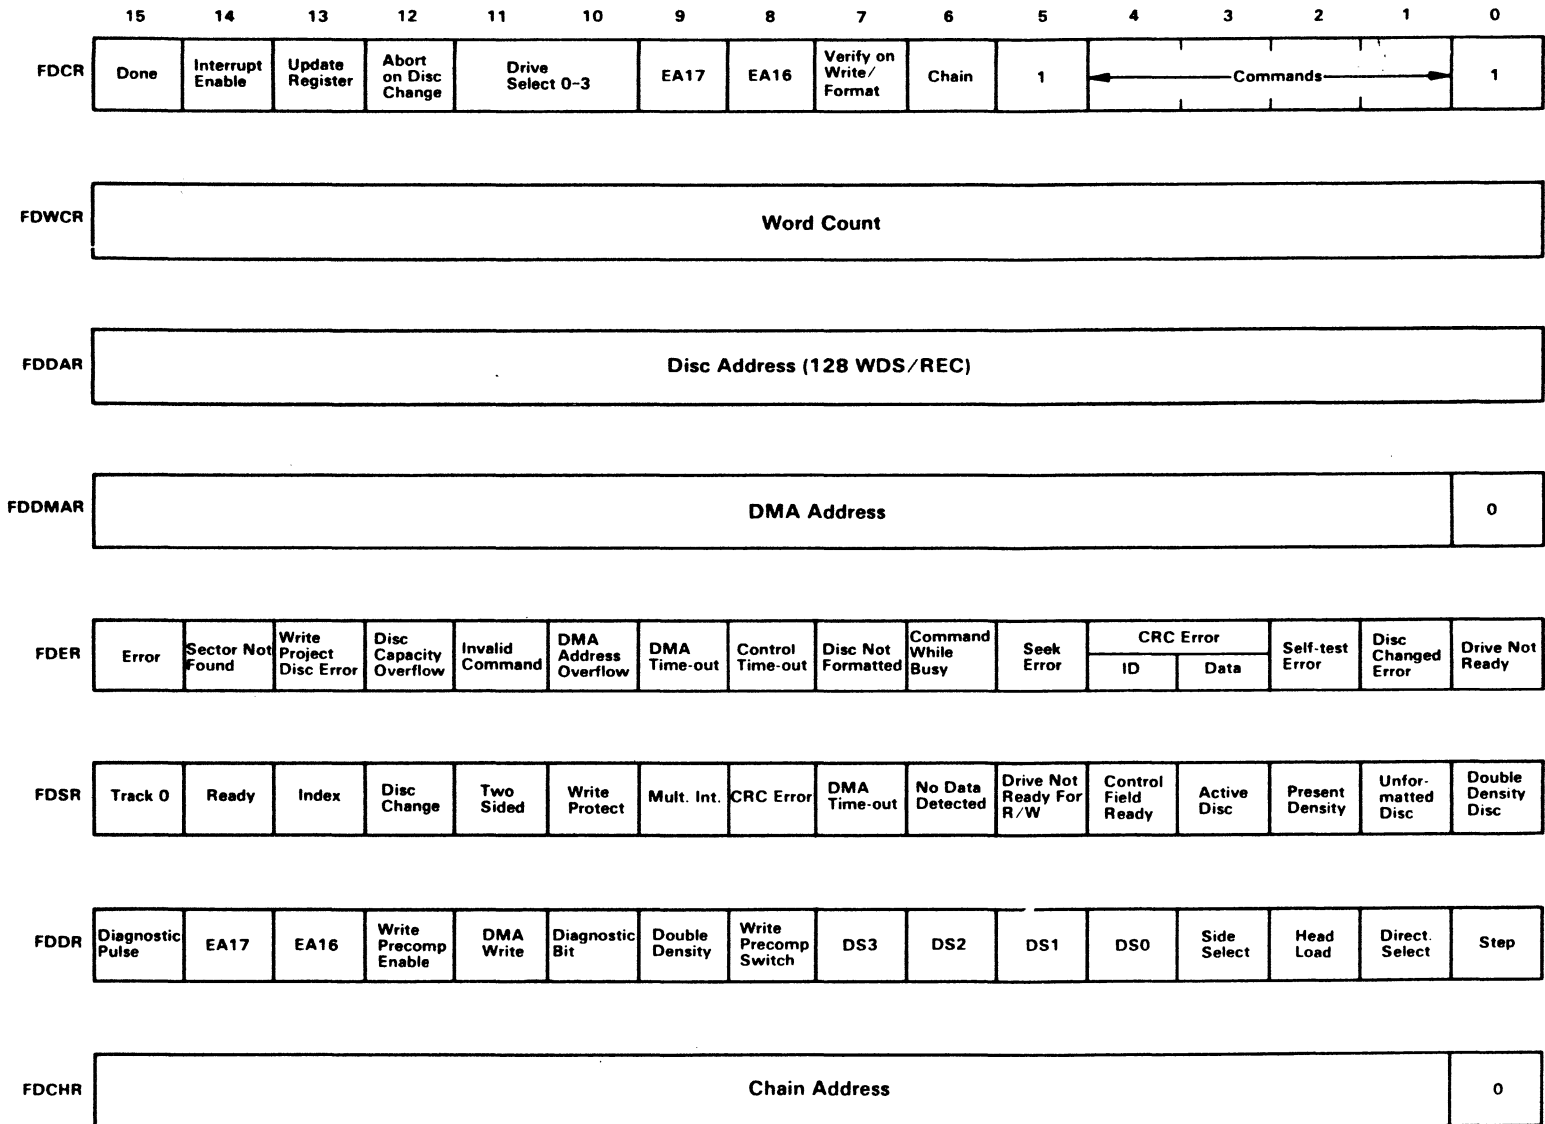 15 14 13 12 11 10 9 8 7 6 5 4 3 2 1 0
FDCR
Done
Interrupt
Enable
Update
Register
Abort
on Disc
Change
Drive
Select 0-3
EA17
EA16
Verify on
Write/
Format
Chain
1
Commands
1
FDWCR
Word Count
FDDAR
Disc Address (128 WDS/REC)
FDDMAR
DMA Address
0
FDER
Error
Sector Not
Found
Write
Project
Disc Error
Disc
Capacity
Overflow
Invalid
Command
DMA
Address
Overflow
DMA
Time-out
Control
Time-out
Disc Not
Formatted
Command
While
Busy
Seek
Error
CRC Error
ID
Data
Self-test
Error
Disc
Changed
Error
Drive Not
Ready
FDSR
Track 0
Ready
Index
Disc
Change
Two
Sided
Write
Protect
Mult. Int.
CRC Error
DMA
Time-out
No Data
Detected
Drive Not
Ready For
R/W
Control
Field
Ready
Active
Disc
Present
Density
Unfor-
matted
Disc
Double
Density
Disc
FDDR
Diagnostic
Pulse
EA17
EA16
Write
Precomp
Enable
DMA
Write
Diagnostic
Bit
Double
Density
Write
Precomp
Switch
DS3
DS2
DS1
DS0
Side
Select
Head
Load
Direct.
Select
Step
FDCHR
Chain Address
0